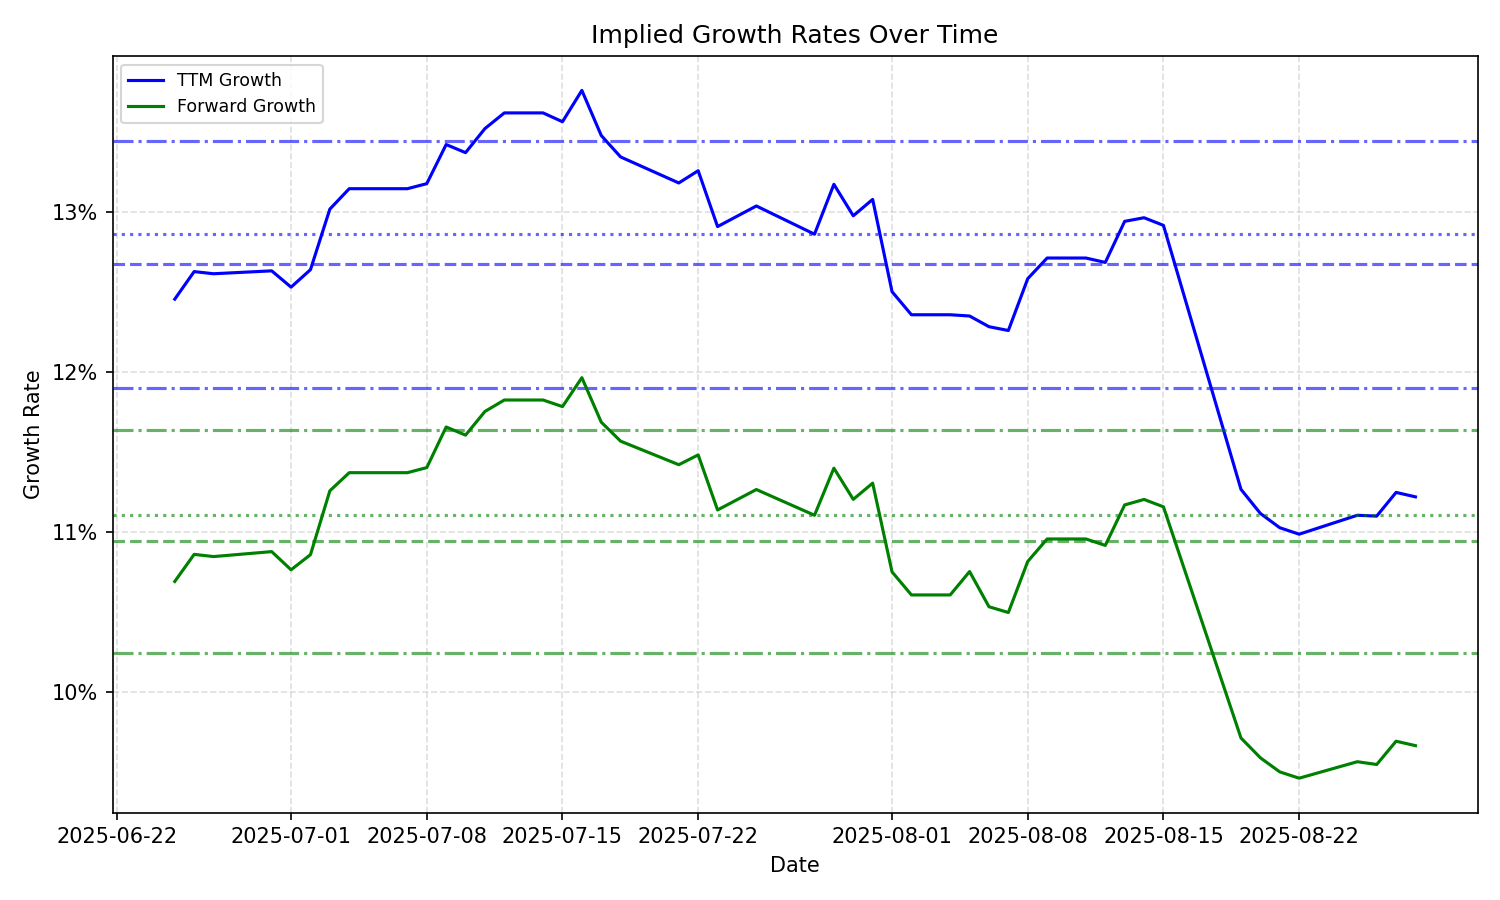 Implied Growth Rates Over Time
TTM Growth
Forward Growth
13%
12%
11%
10%
Growth Rate
2025-06-22 2025-07-01 2025-07-08 2025-07-15 2025-07-22 2025-08-01 2025-08-08 2025-08-15 2025-08-22
Date